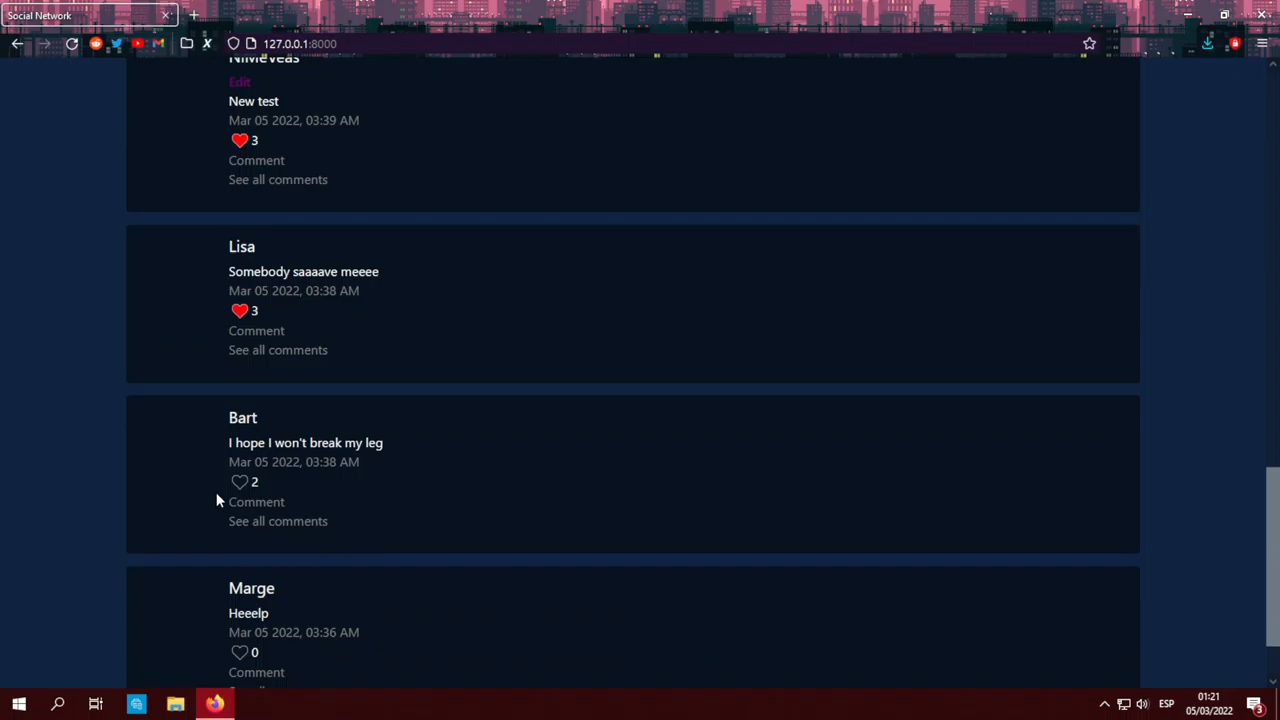 Social Network
127.0.0.1:8000
NiMeVeas
Edit
New test
Mar 05 2022, 03:39 AM
3
Comment
See all comments
Lisa
Somebody saaaave meeee
Mar 05 2022, 03:38 AM
3
Comment
See all comments
Bart
I hope I won't break my leg
Mar 05 2022, 03:38 AM
2
Comment
See all comments
Marge
Heeelp
Mar 05 2022, 03:36 AM
0
Comment
ESP
01:21
05/03/2022
3